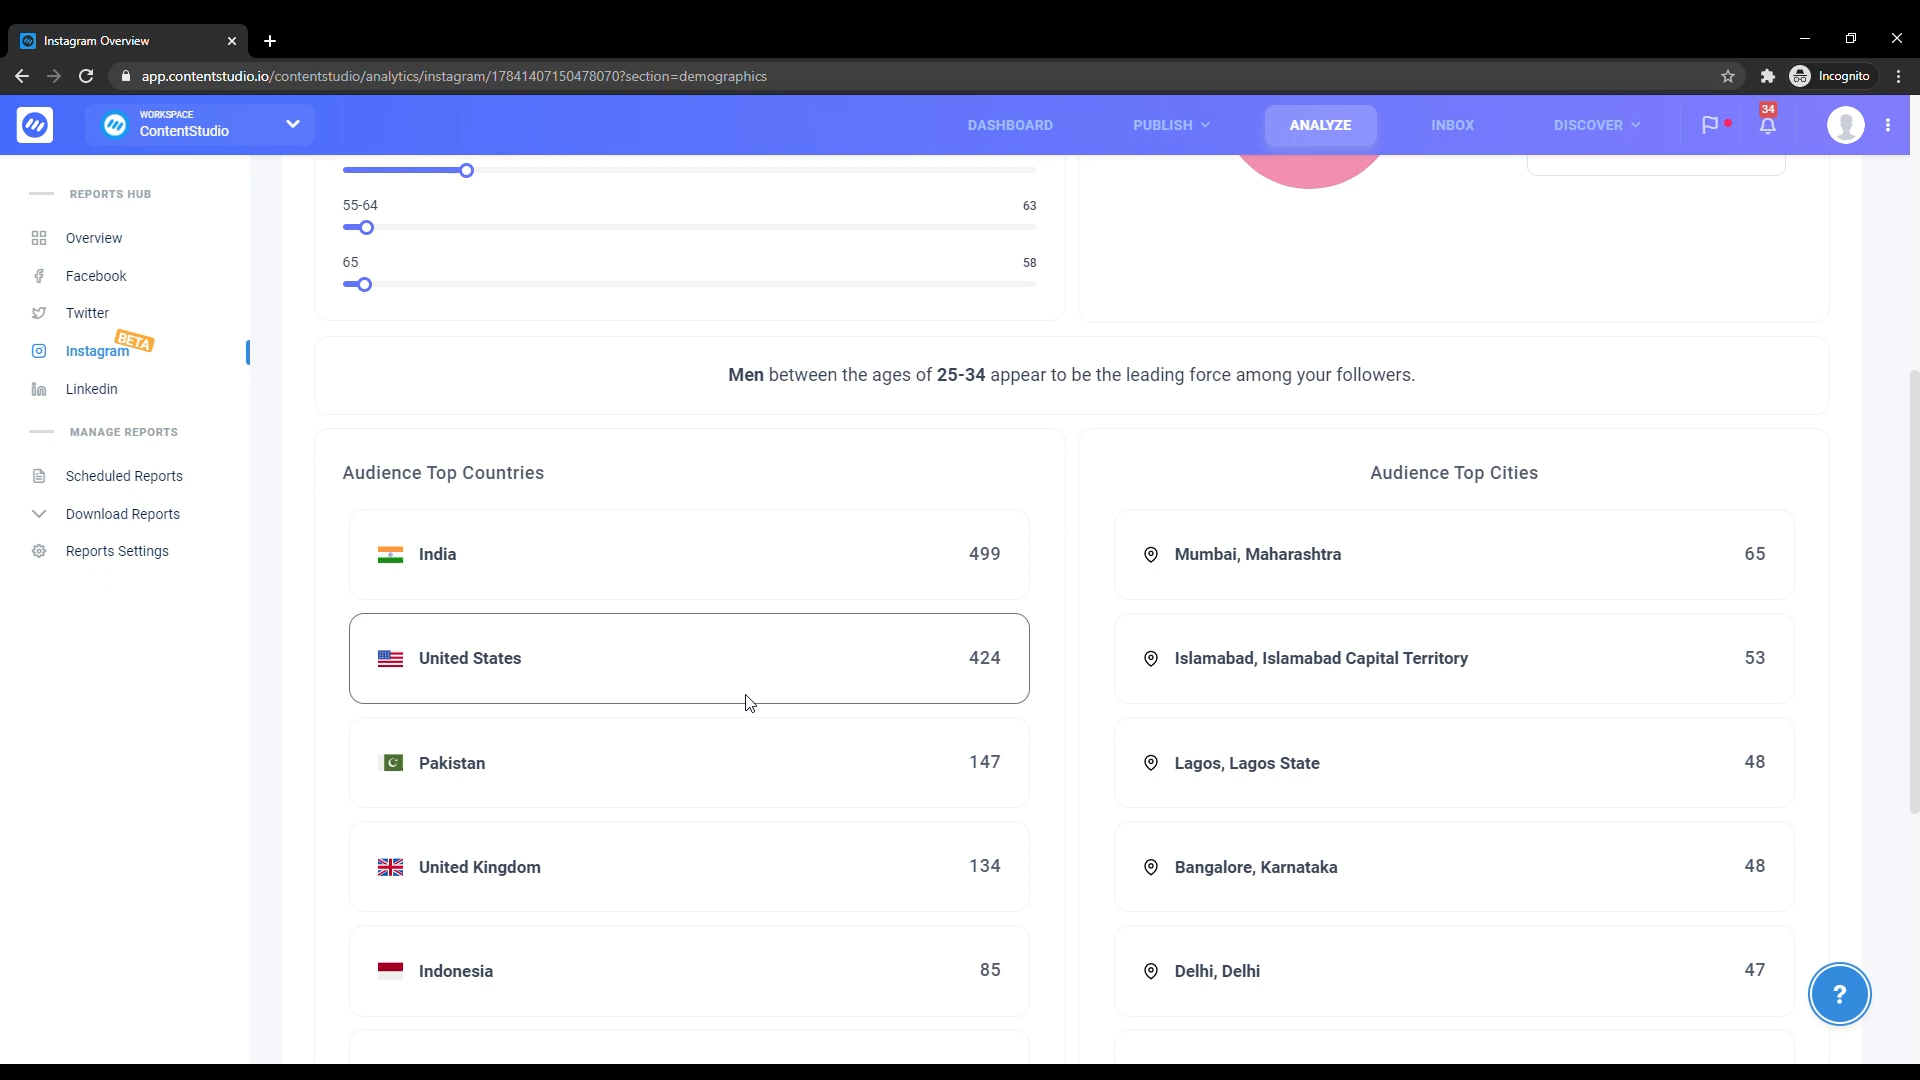 Instagram Overview
app.contentstudio.io/contentstudio/analytics/instagram/17841407150478070?section=demographics
Incognito
WORKSPACE
ContentStudio
DASHBOARD
PUBLISH
ANALYZE
INBOX
DISCOVER
34
REPORTS HUB
Overview
Facebook
Twitter
BETA
Instagram
Linkedin
MANAGE REPORTS
Scheduled Reports
Download Reports
Reports Settings
55-64 63
65 58
Men between the ages of 25-34 appear to be the leading force among your followers.
Audience Top Countries
India 499
United States 424
Pakistan 147
United Kingdom 134
Indonesia 85
Audience Top Cities
Mumbai, Maharashtra 65
Islamabad, Islamabad Capital Territory 53
Lagos, Lagos State 48
Bangalore, Karnataka 48
Delhi, Delhi 47
?